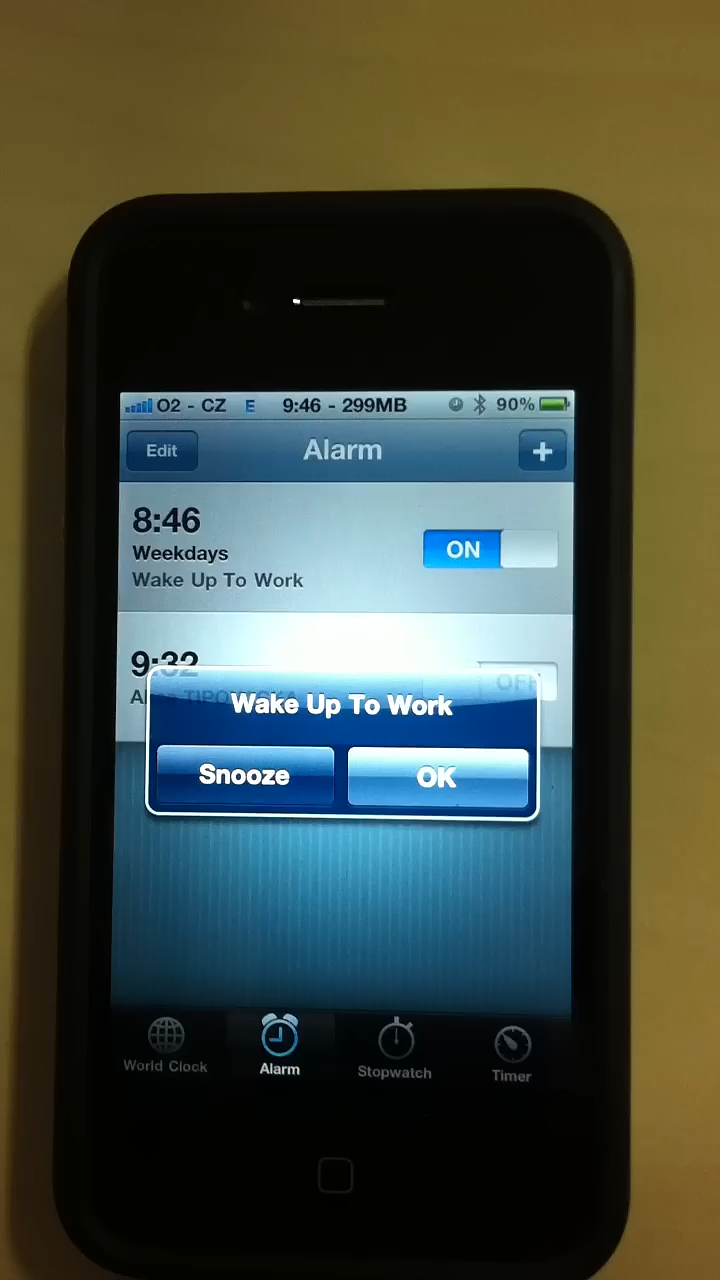 O2 - CZ E 9:46 - 299MB 90%
Edit Alarm +
8:46
Weekdays
Wake Up To Work
ON
9:32
OFF
Wake Up To Work
Snooze OK
World Clock Alarm Stopwatch Timer